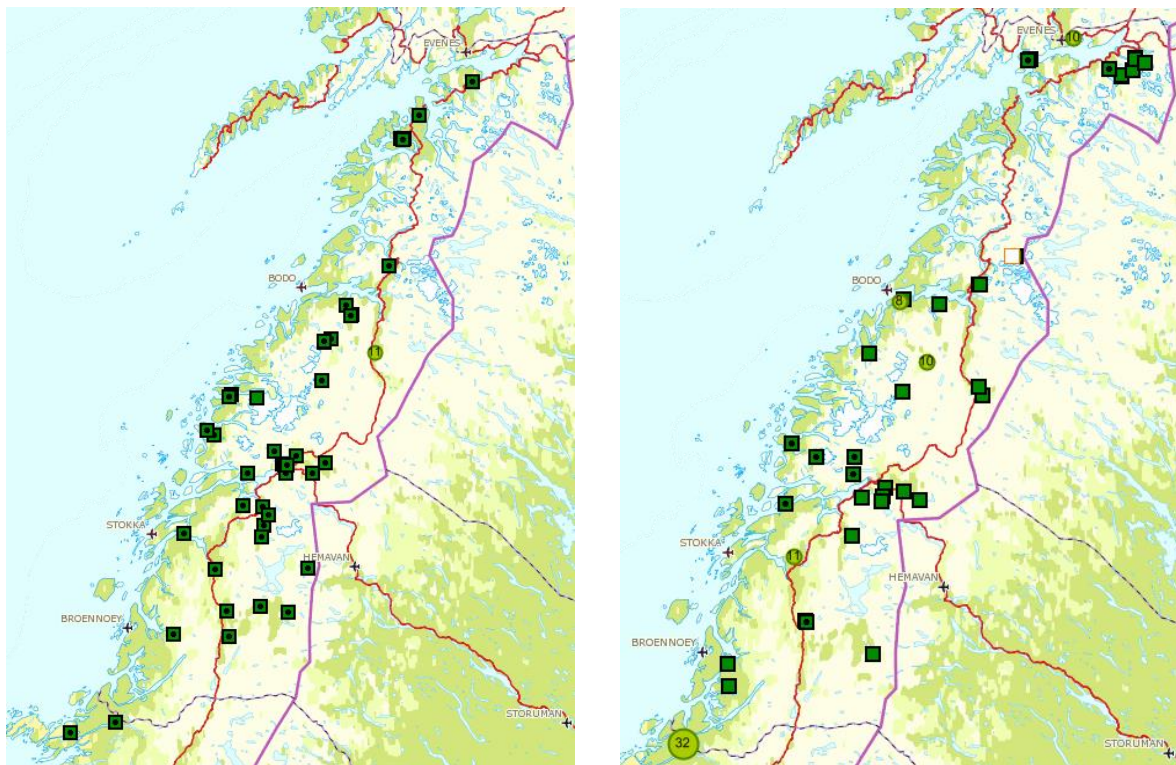 EVENES
BODO
11
STOKKA
HEMAVAN
BROENNOEY
STORUMAN
EVENES
10
BODO
8
10
STOKKA
11
HEMAVAN
BROENNOEY
32
STORUMAN